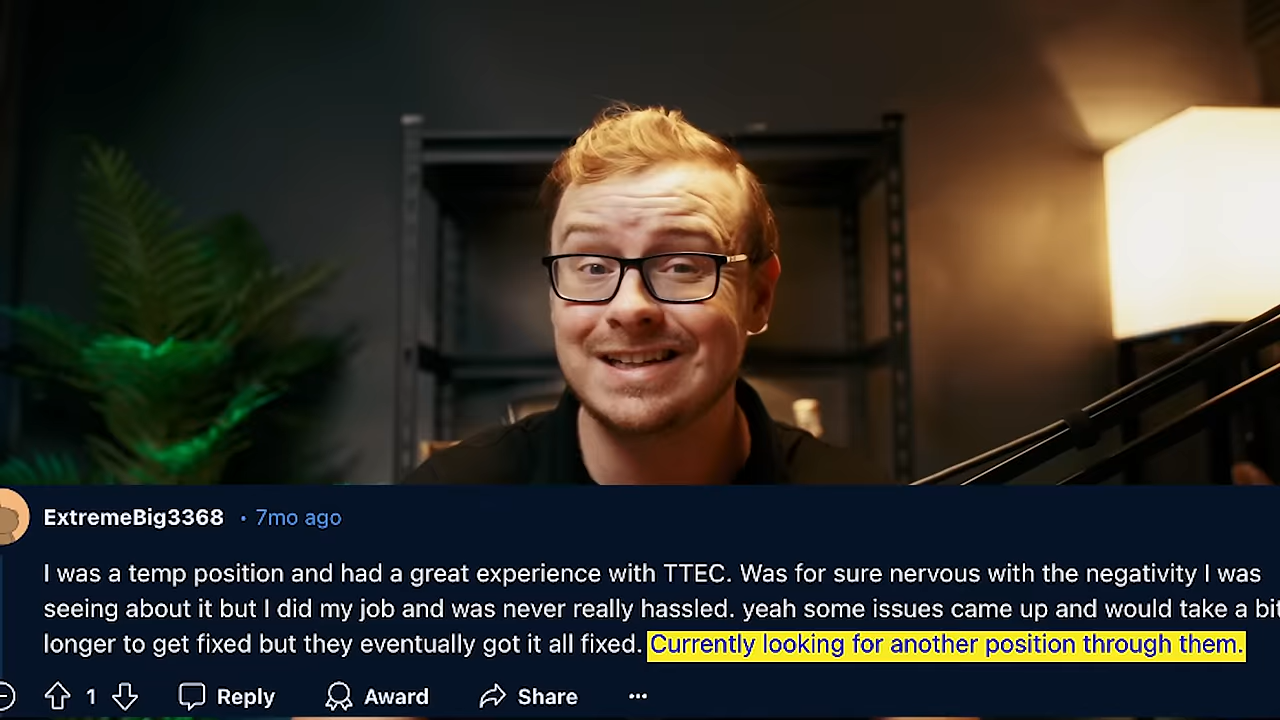 ExtremeBig3368 • 7mo ago
I was a temp position and had a great experience with TTEC. Was for sure nervous with the negativity I was
seeing about it but I did my job and was never really hassled. yeah some issues came up and would take a bit
longer to get fixed but they eventually got it all fixed. Currently looking for another position through them.
1 Reply Award Share ...